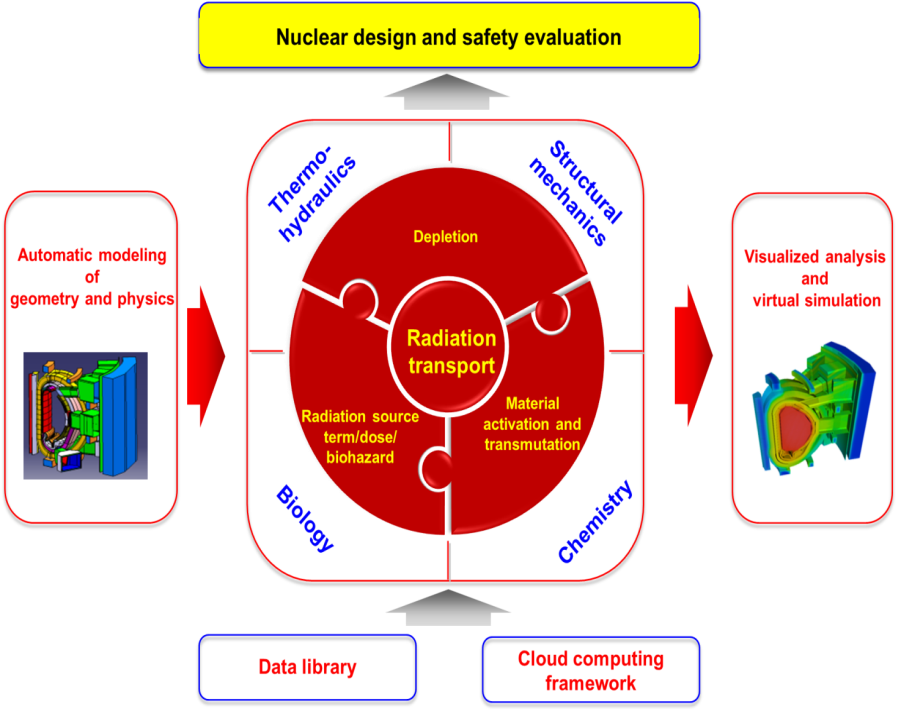 Nuclear design and safety evaluation
Thermo-
hydraulics
Structural
mechanics
Automatic modeling
of
geometry and physics
Depletion
Radiation
transport
Radiation source
term/dose/
biohazard
Material
activation and
transmutation
Visualized analysis
and
virtual simulation
Biology
Chemistry
Data library
Cloud computing
framework